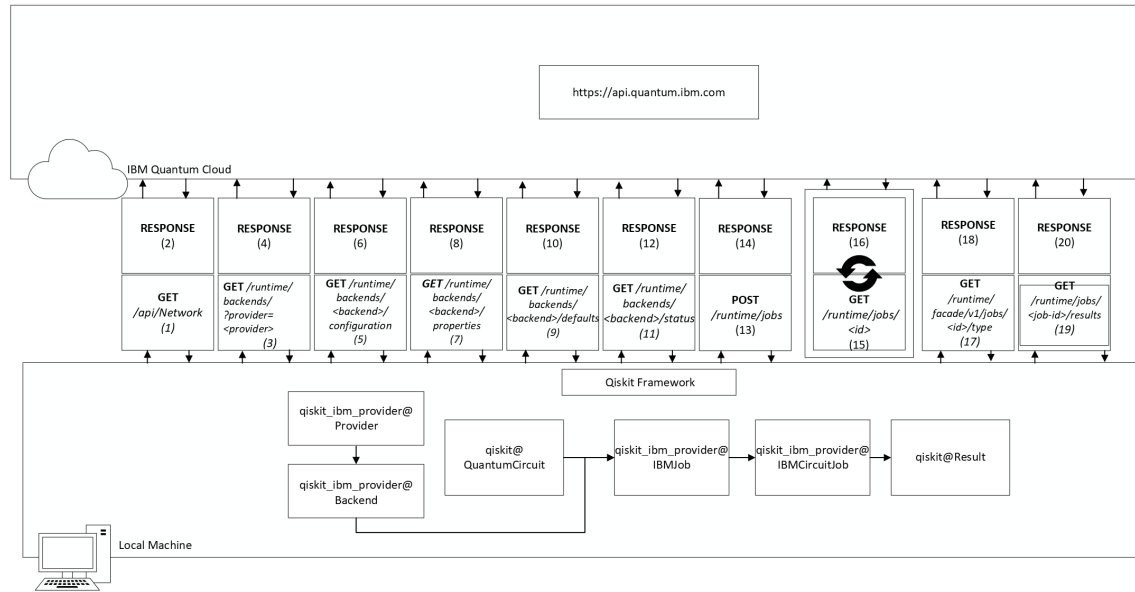 https://api.quantum.ibm.com
IBM Quantum Cloud
RESPONSE
(2)
RESPONSE
(4)
RESPONSE
(6)
RESPONSE
(8)
RESPONSE
(10)
RESPONSE
(12)
RESPONSE
(14)
RESPONSE
(16)
RESPONSE
(18)
RESPONSE
(20)
GET
/api/Network
(1)
GET /runtime/
backends/
?provider=
<provider>
(3)
GET /runtime/
backends/
<backend>/
configuration
(5)
GET /runtime/
backends/
<backend>/
properties
(7)
GET /runtime/
backends/
<backend>/defaults
(9)
GET /runtime/
backends/
<backend>/status
(11)
POST
/runtime/jobs
(13)
GET
/runtime/jobs/
<id>
(15)
GET
/runtime/
facade/v1/jobs/
<id>/type
(17)
GET
/runtime/jobs/
<job-id>/results
(19)
Qiskit Framework
qiskit_ibm_provider@
Provider
qiskit_ibm_provider@
Backend
qiskit@
QuantumCircuit
qiskit_ibm_provider@
IBMJob
qiskit_ibm_provider@
IBMCircuitJob
qiskit@Result
Local Machine